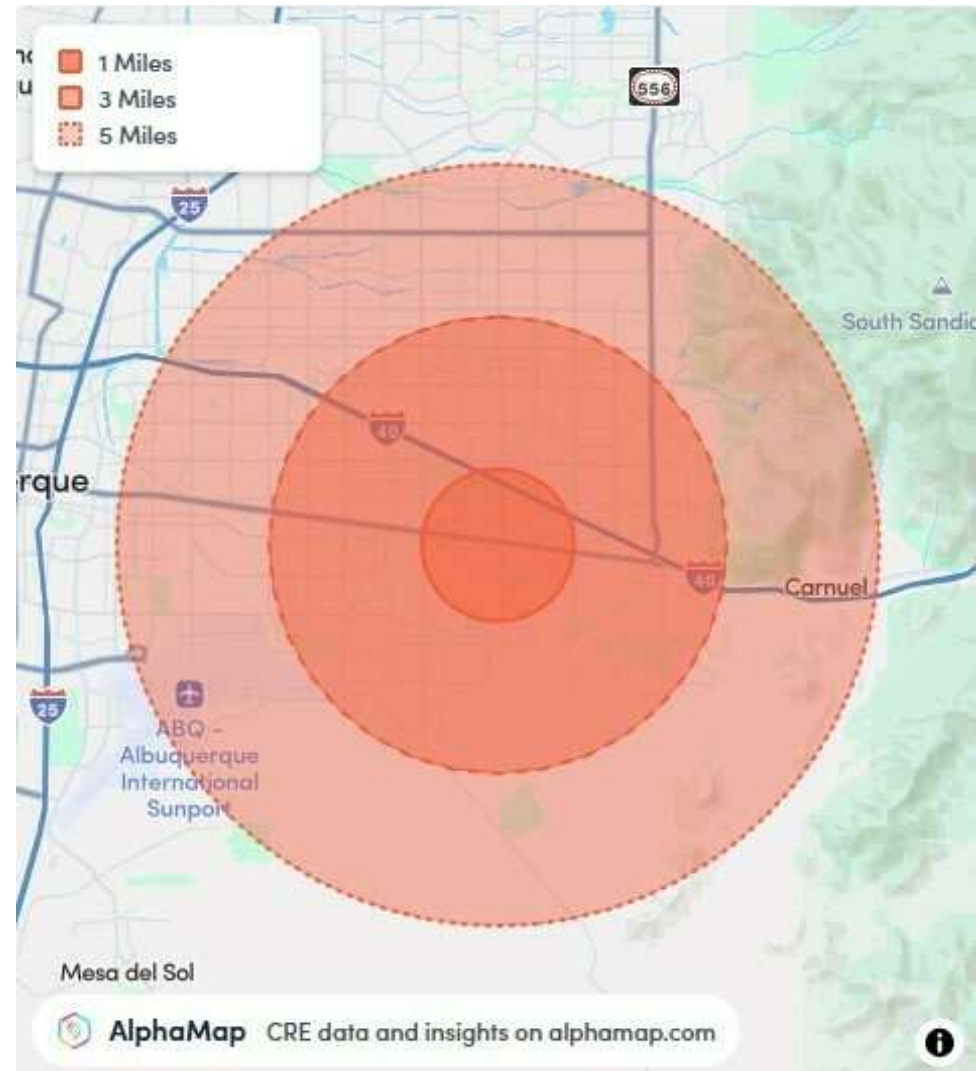 1 Miles
3 Miles
5 Miles
556
25
South Sandia
40
rque
40
Carnuel
25
ABQ -
Albuquerque
International
Sunport
Mesa del Sol
AlphaMap CRE data and insights on alphamap.com